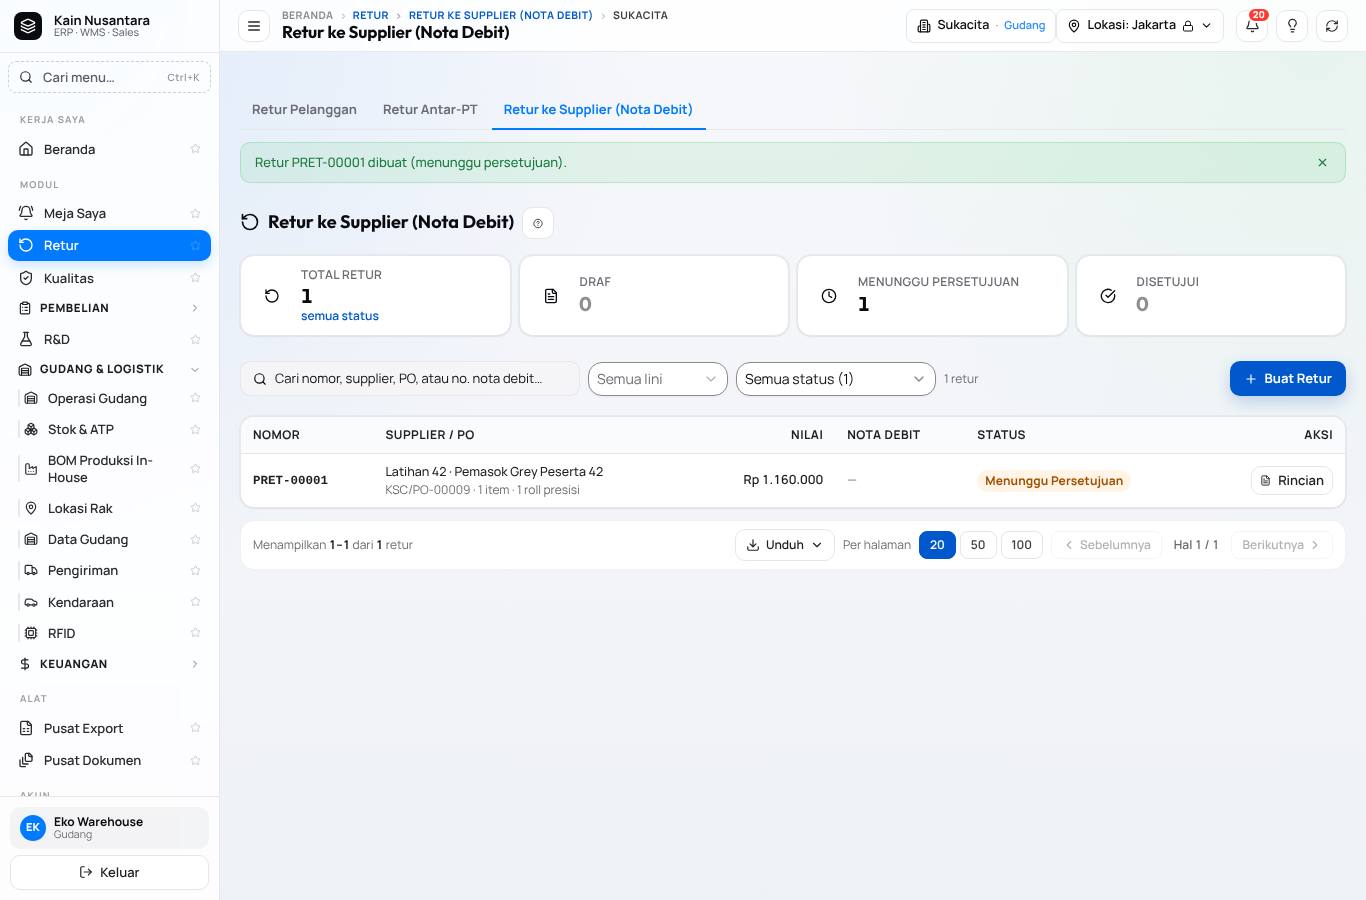 Kain Nusantara
ERP · WMS · Sales
Cari menu...
Ctrl+K
KERJA SAYA
Beranda
MODUL
Meja Saya
Retur
Kualitas
PEMBELIAN
R&D
GUDANG & LOGISTIK
Operasi Gudang
Stok & ATP
BOM Produksi In-
House
Lokasi Rak
Data Gudang
Pengiriman
Kendaraan
RFID
KEUANGAN
ALAT
Pusat Export
Pusat Dokumen
AKUN
EK
Eko Warehouse
Gudang
Keluar
BERANDA > RETUR > RETUR KE SUPPLIER (NOTA DEBIT) > SUKACITA
Retur ke Supplier (Nota Debit)
Sukacita · Gudang
Lokasi: Jakarta
20
Retur Pelanggan
Retur Antar-PT
Retur ke Supplier (Nota Debit)
Retur PRET-00001 dibuat (menunggu persetujuan).
Retur ke Supplier (Nota Debit)
TOTAL RETUR
1
semua status
DRAF
0
MENUNGGU PERSETUJUAN
1
DISETUJUI
0
Cari nomor, supplier, PO, atau no. nota debit...
Semua lini
Semua status (1)
1 retur
Buat Retur
NOMOR SUPPLIER / PO NILAI NOTA DEBIT STATUS AKSI
PRET-00001
Latihan 42 · Pemasok Grey Peserta 42
KSC/PO-00009 · 1 item · 1 roll presisi
Rp 1.160.000
—
Menunggu Persetujuan
Rincian
Menampilkan 1–1 dari 1 retur
Unduh
Per halaman
20
50
100
Sebelumnya
Hal 1 / 1
Berikutnya